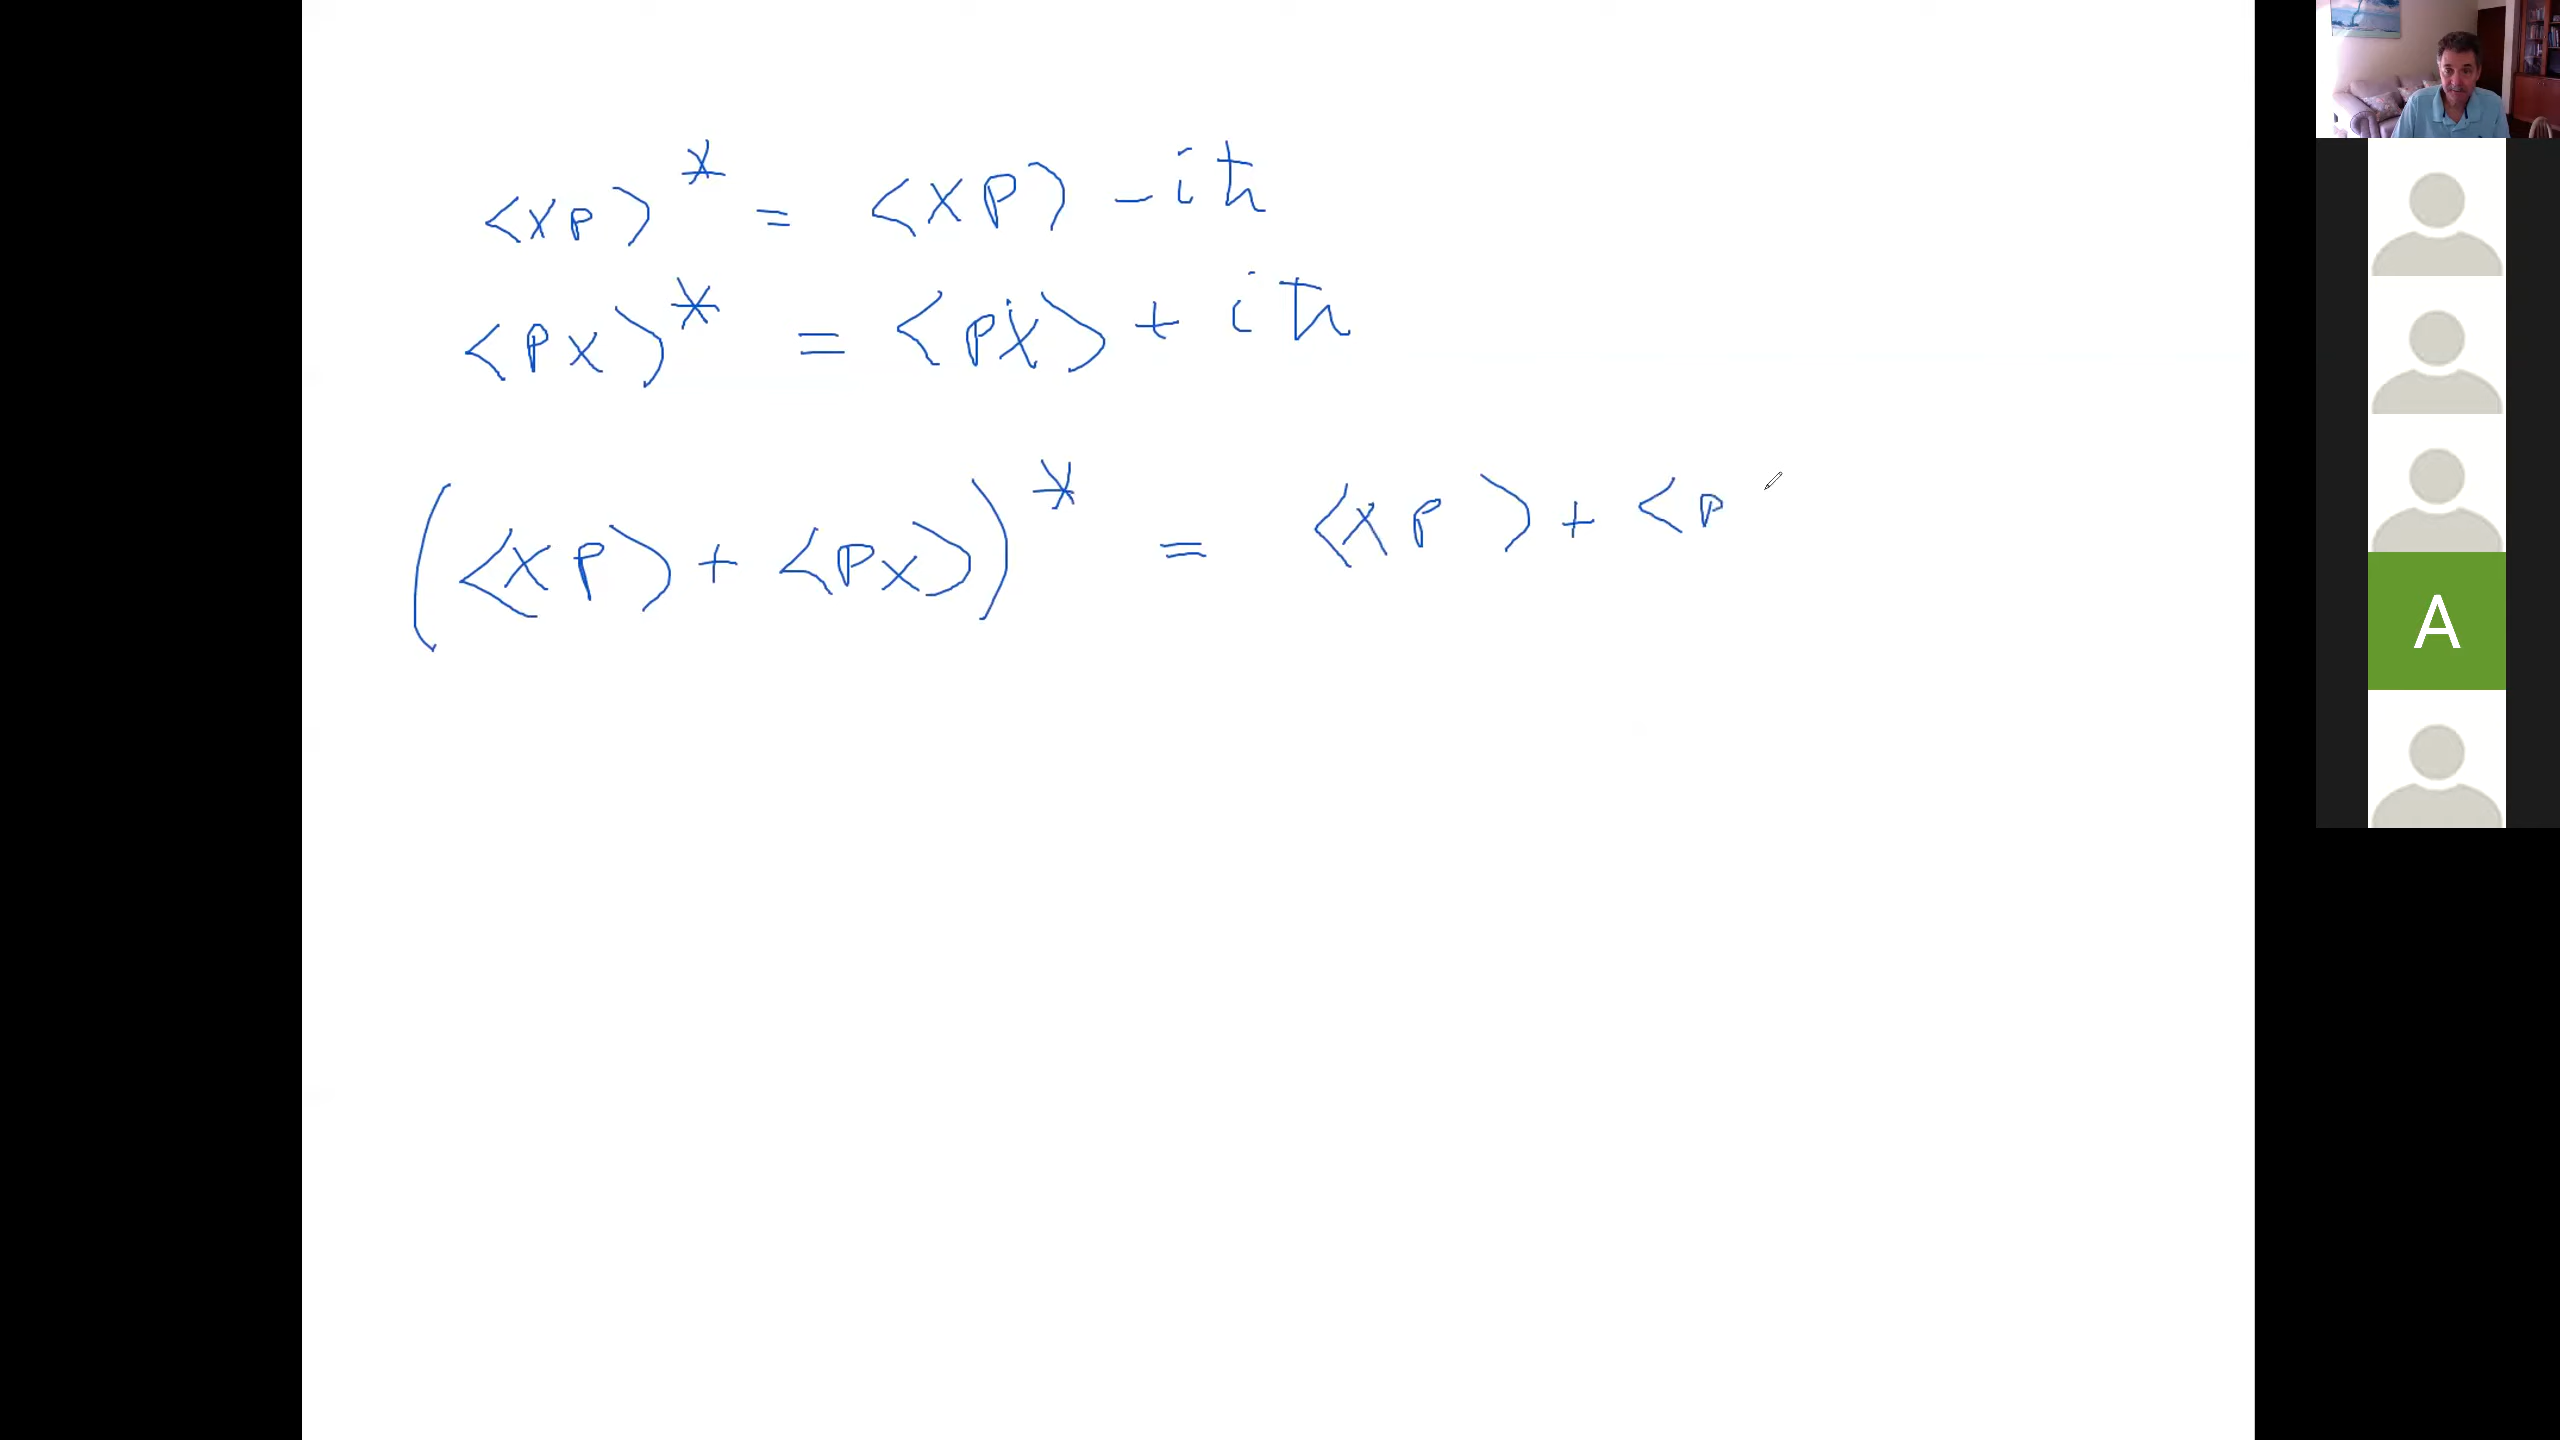 <xp>* = <xp> - iħ
<px>* = <px> + iħ
(<xp> + <px>)* = <xp> + <p
A